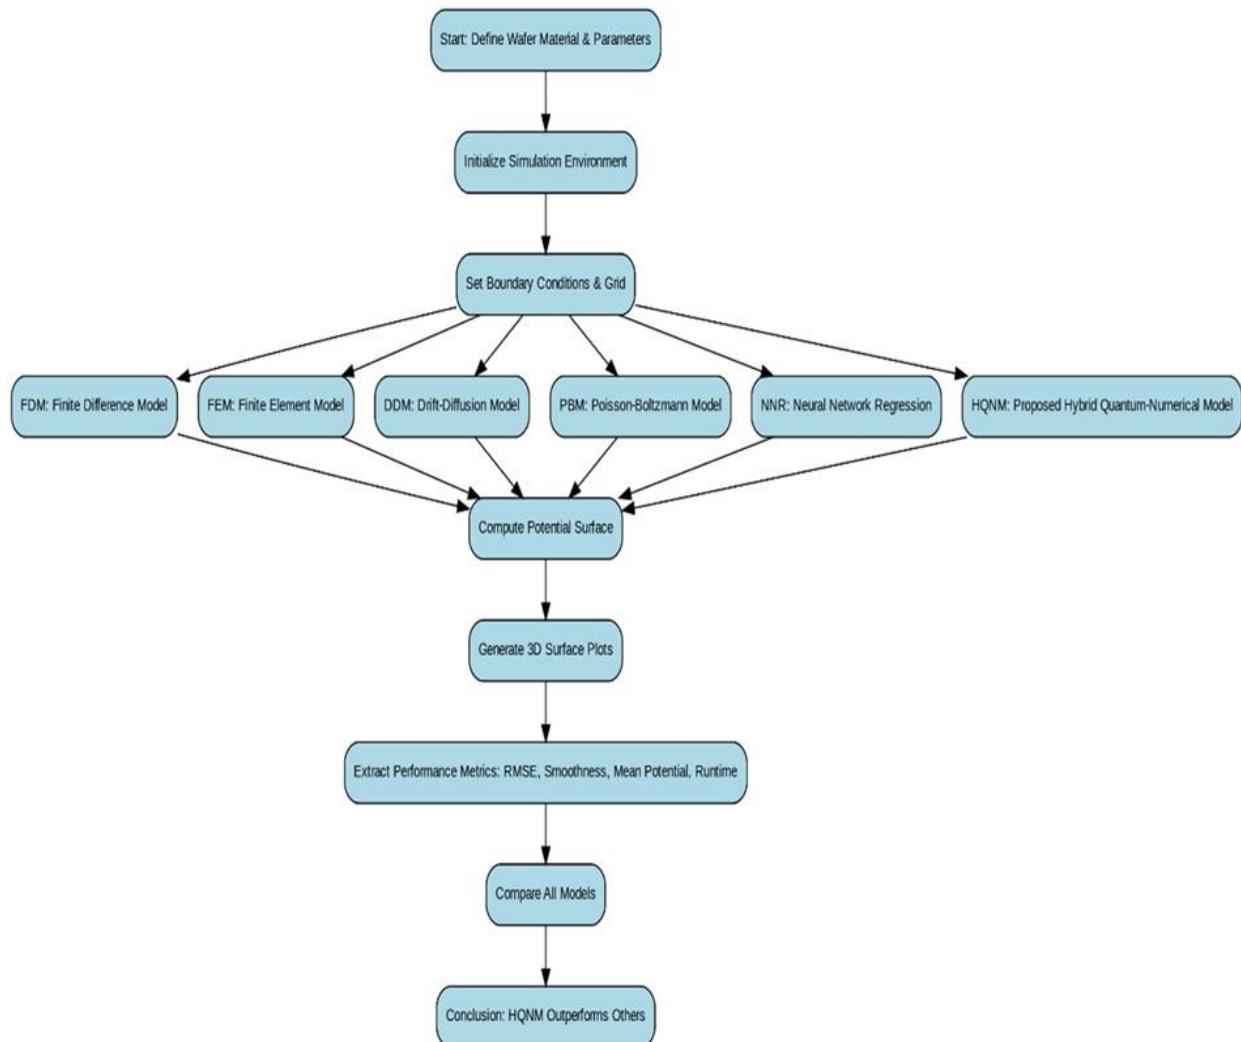 Start: Define Wafer Material & Parameters
Initialize Simulation Environment
Set Boundary Conditions & Grid
FDM: Finite Difference Model
FEM: Finite Element Model
DDM: Drift-Diffusion Model
PBM: Poisson-Boltzmann Model
NNR: Neural Network Regression
HQNM: Proposed Hybrid Quantum-Numerical Model
Compute Potential Surface
Generate 3D Surface Plots
Extract Performance Metrics: RMSE, Smoothness, Mean Potential, Runtime
Compare All Models
Conclusion: HQNM Outperforms Others